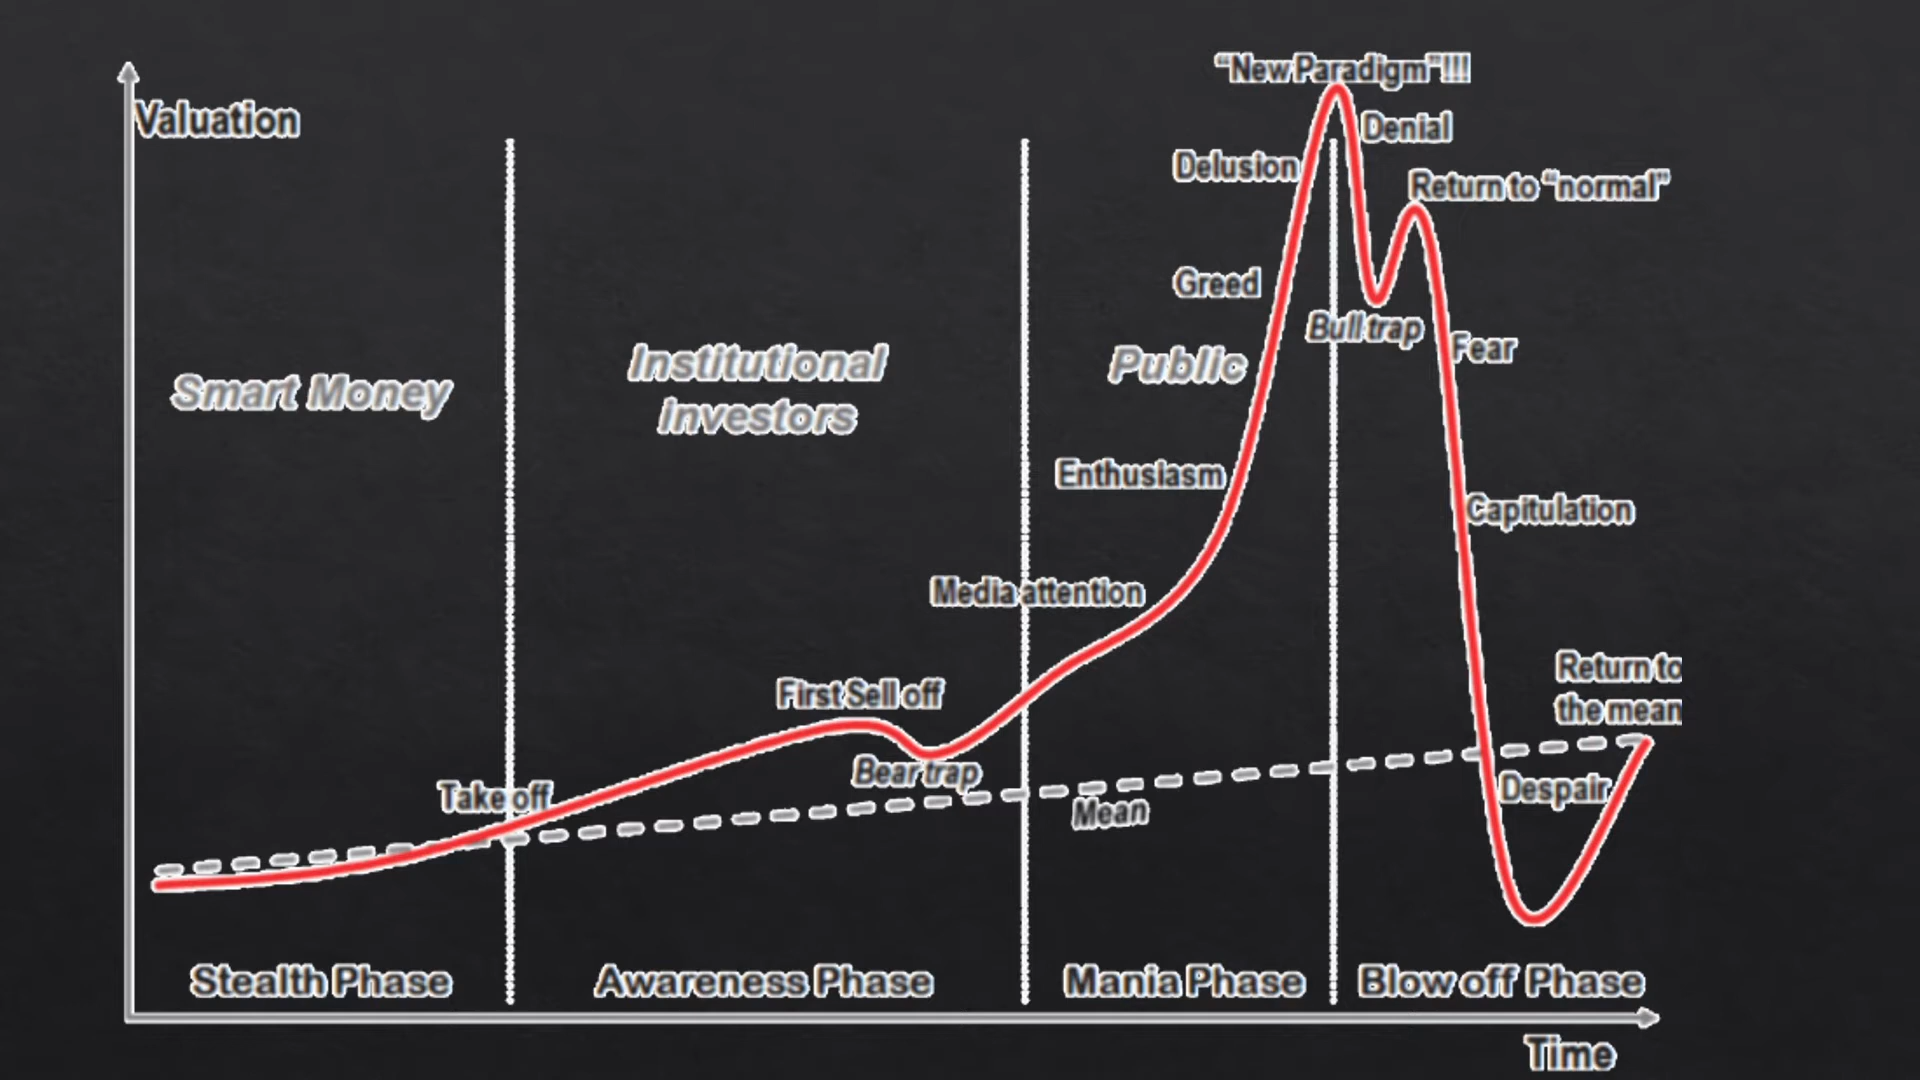 "New Paradigm"!!!
Valuation
Denial
Delusion
Return to "normal"
Greed
Bull trap
Fear
Smart Money
Institutional
Investors
Public
Enthusiasm
Capitulation
Media attention
First Sell off
Return to
the mean
Bear trap
Take off
Mean
Despair
Stealth Phase
Awareness Phase
Mania Phase
Blow off Phase
Time